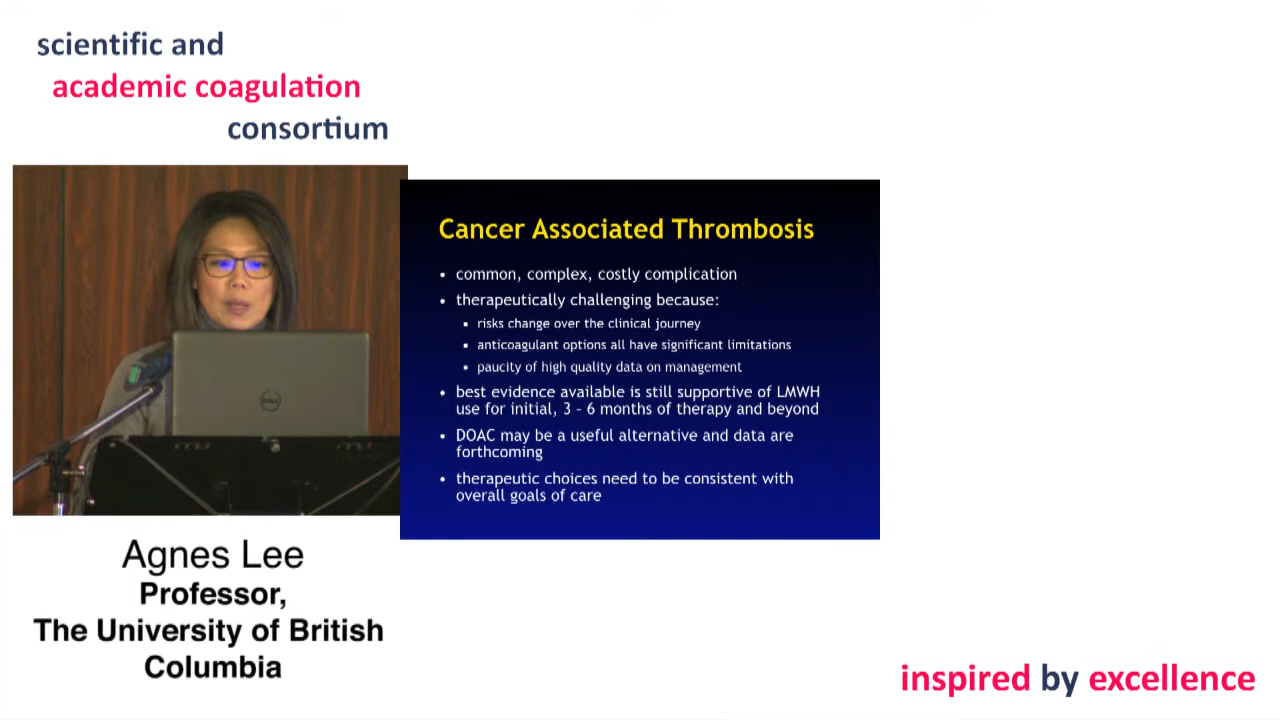 scientific and
academic coagulation
consortium
DELL
Cancer Associated Thrombosis
• common, complex, costly complication
• therapeutically challenging because:
▪ risks change over the clinical journey
▪ anticoagulant options all have significant limitations
▪ paucity of high quality data on management
• best evidence available is still supportive of LMWH
use for initial, 3 – 6 months of therapy and beyond
• DOAC may be a useful alternative and data are
forthcoming
• therapeutic choices need to be consistent with
overall goals of care
Agnes Lee
Professor,
The University of British
Columbia
inspired by excellence